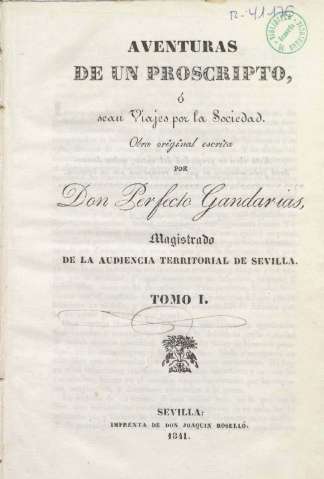 R-41176
AVENTURAS
DE UN PROSCRIPTO,
ó
sean Viajes por la Sociedad.
Obra original escrita
POR
Don Perfecto Gandarias,
Magistrado
DE LA AUDIENCIA TERRITORIAL DE SEVILLA.
TOMO I.
SEVILLA:
IMPRENTA DE DON JOAQUIN ROSELLÓ.
1841.